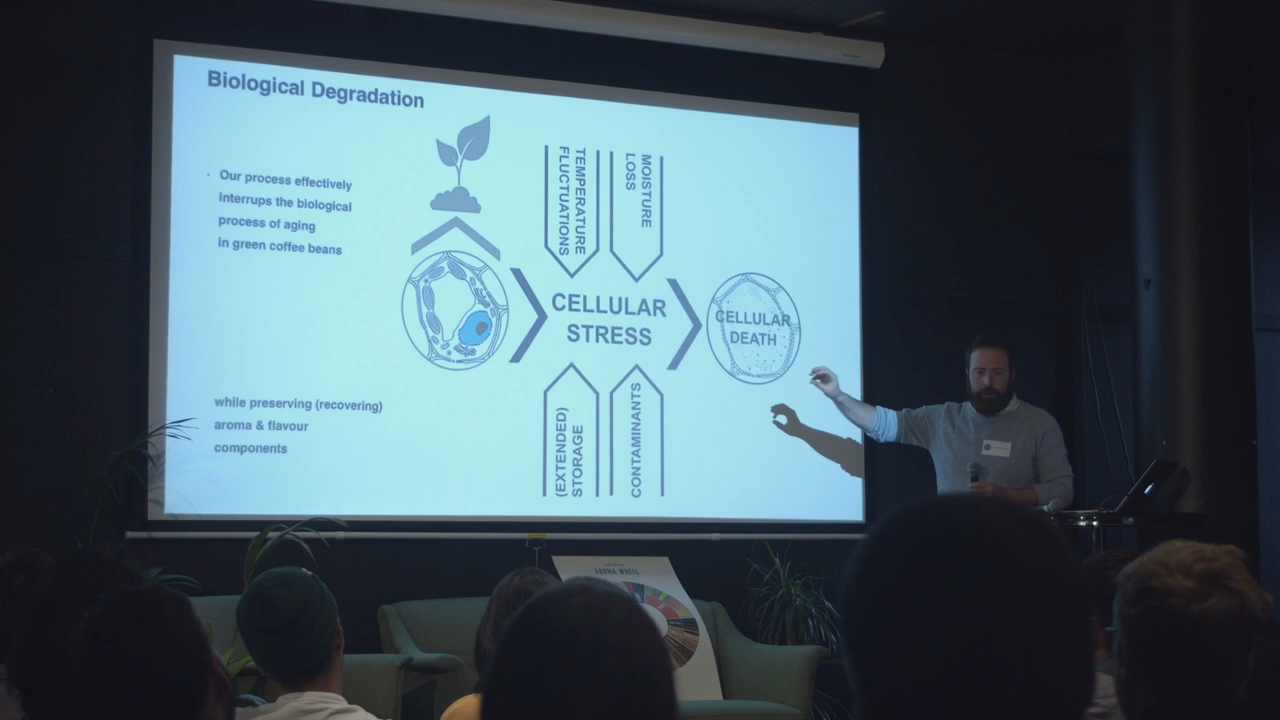 Biological Degradation
· Our process effectively
interrups the biological
process of aging
in green coffee beans
while preserving (recovering)
aroma & flavour
components
TEMPERATURE
FLUCTUATIONS
MOISTURE
LOSS
CELLULAR
STRESS
CELLULAR
DEATH
(EXTENDED)
STORAGE
CONTAMINANTS
AROMA WHEEL